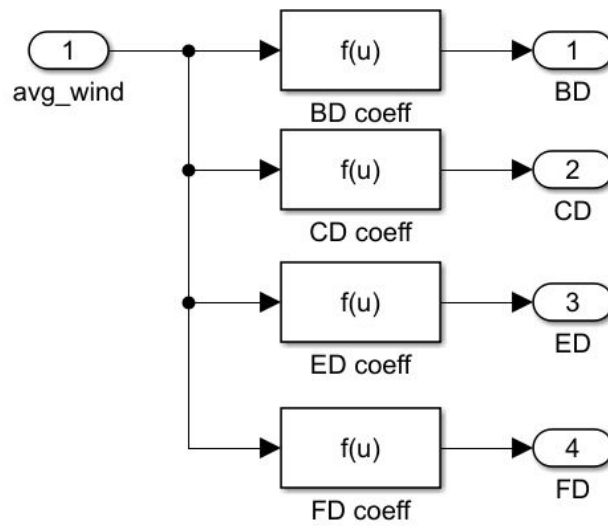 1 f(u) 1
avg_wind BD coeff BD
f(u) 2
CD coeff CD
f(u) 3
ED coeff ED
f(u) 4
FD coeff FD